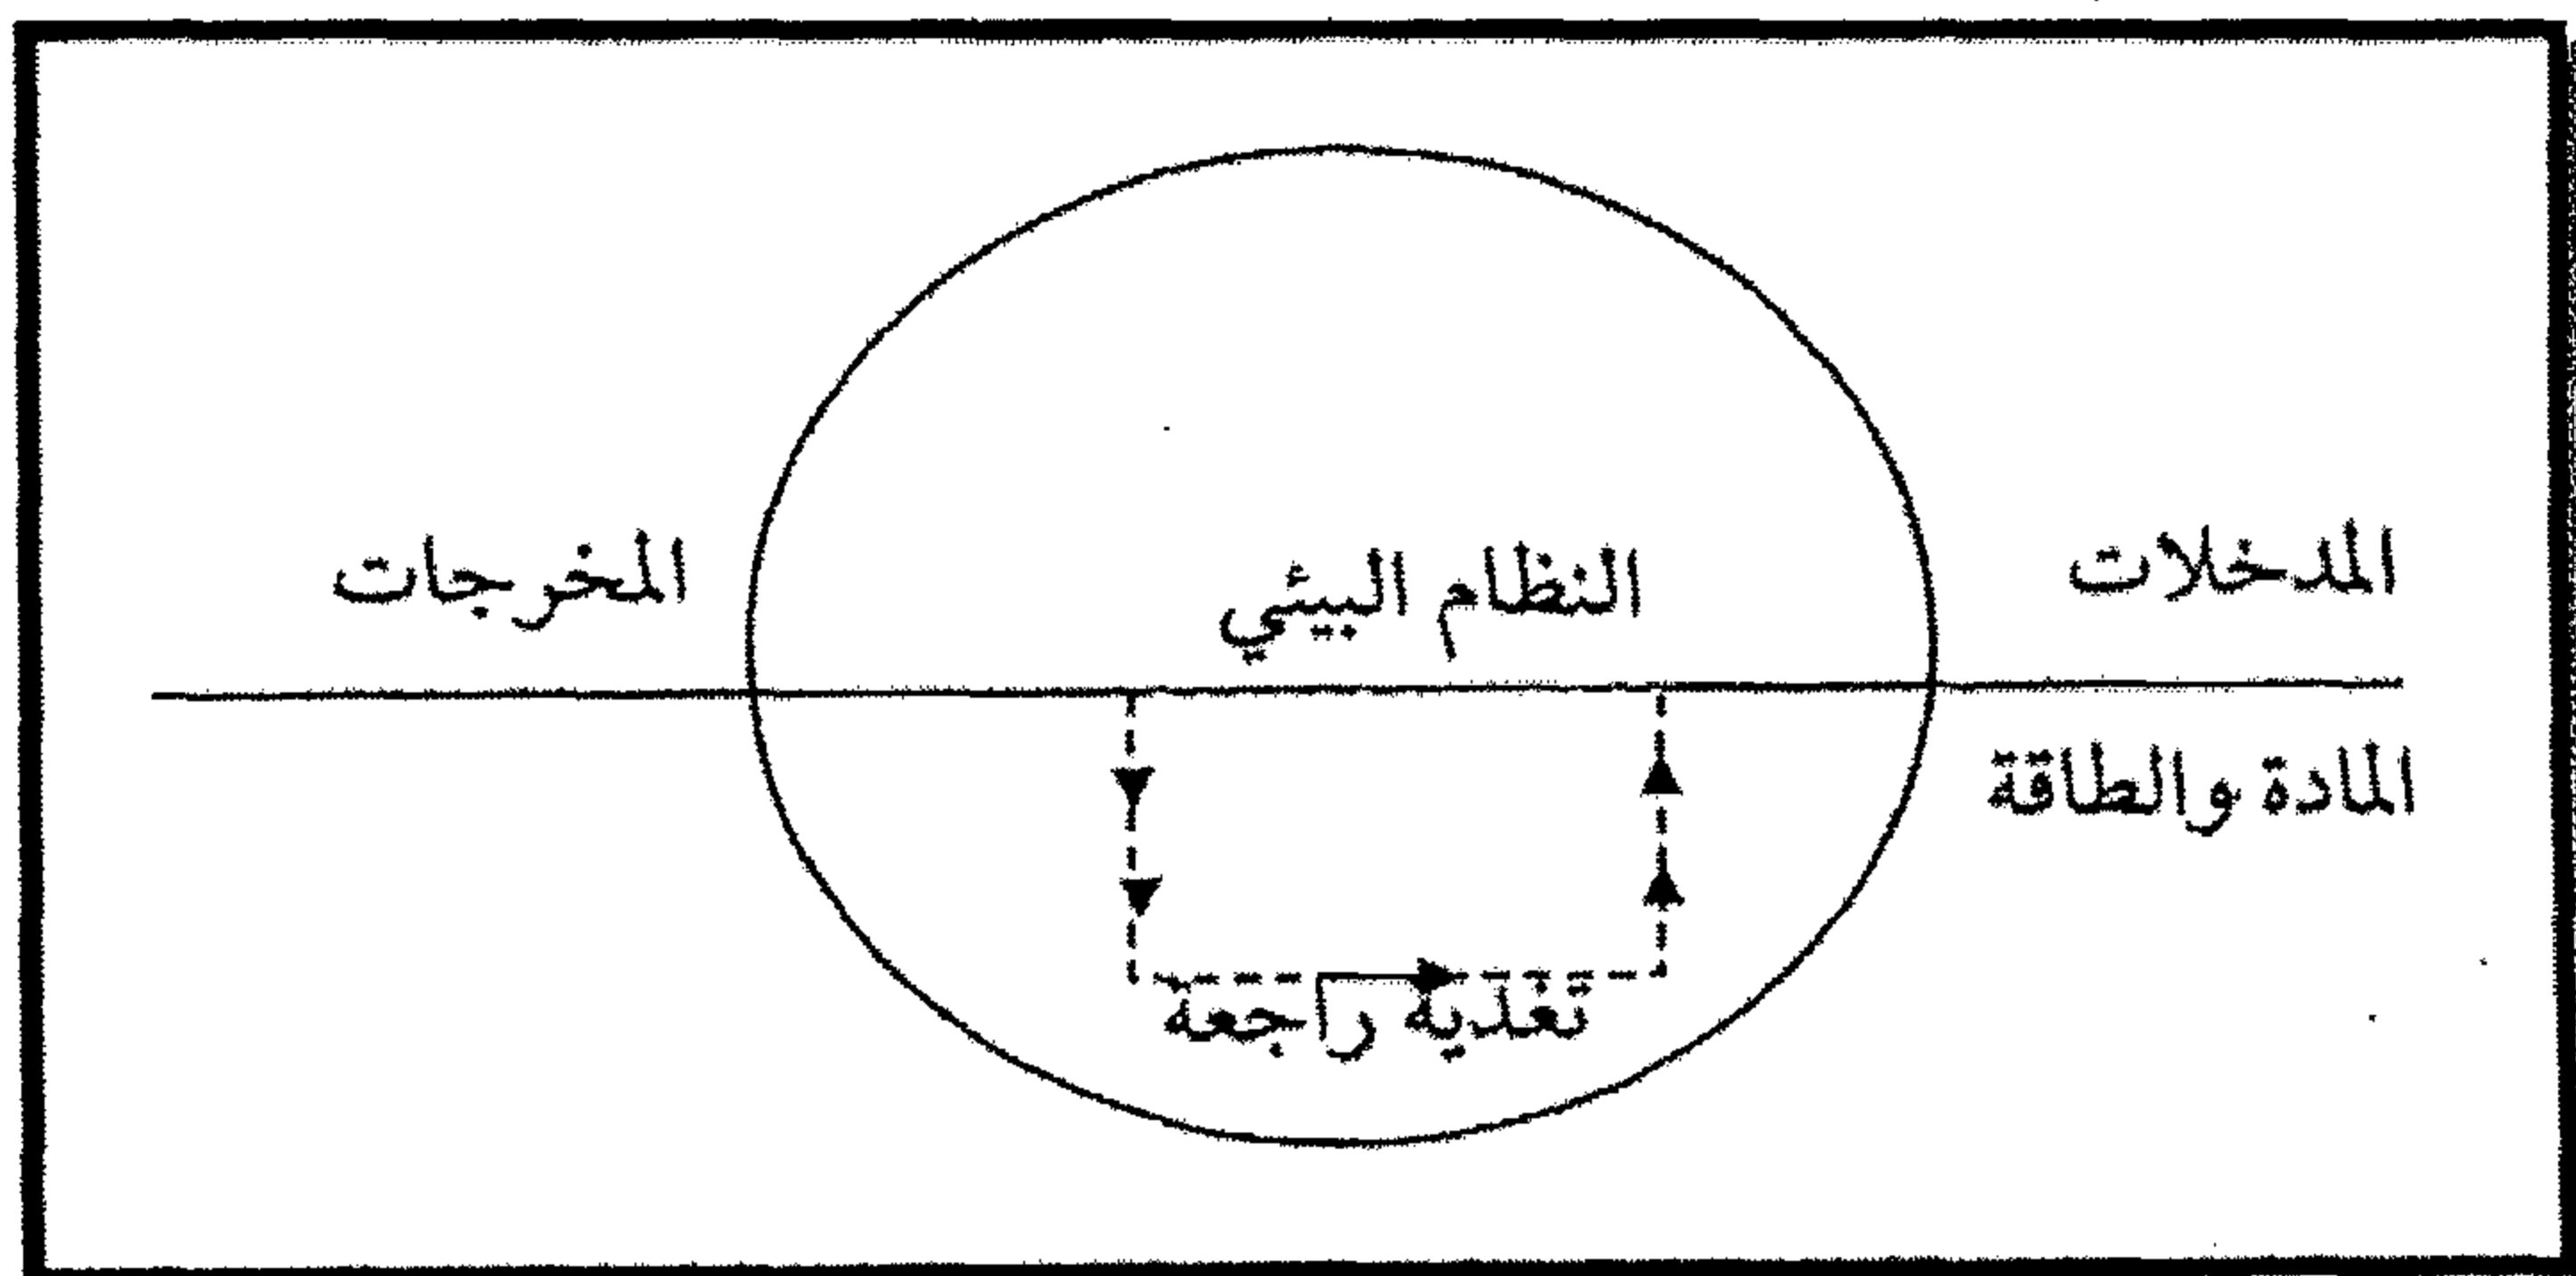 المدخلات
النظام البيئي
المخرجات
المادة والطاقة
تغذية راجعة